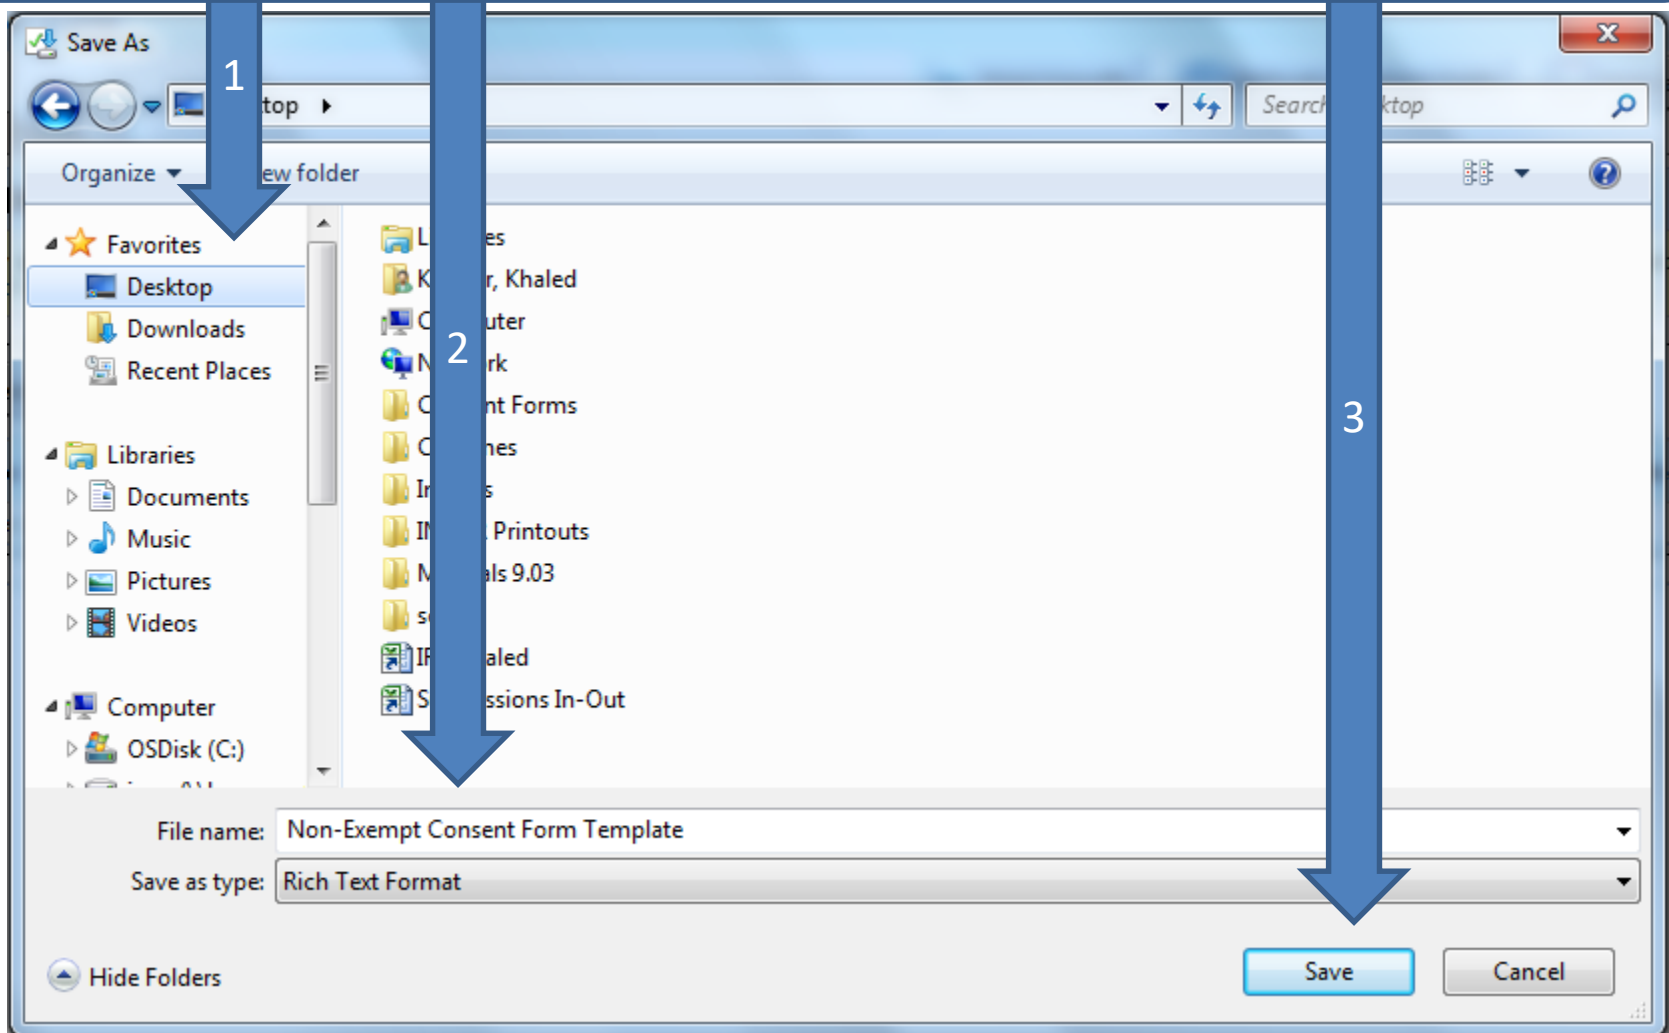 Save As
1
top
Search ktop
Organize
ew folder
Favorites
Desktop
Downloads
Recent Places
Libraries
Documents
Music
Pictures
Videos
Computer
OSDisk (C:)
es
r, Khaled
uter
rk
nt Forms
nes
s
Printouts
als 9.03
aled
ssions In-Out
2
3
File name: Non-Exempt Consent Form Template
Save as type: Rich Text Format
Hide Folders
Save
Cancel